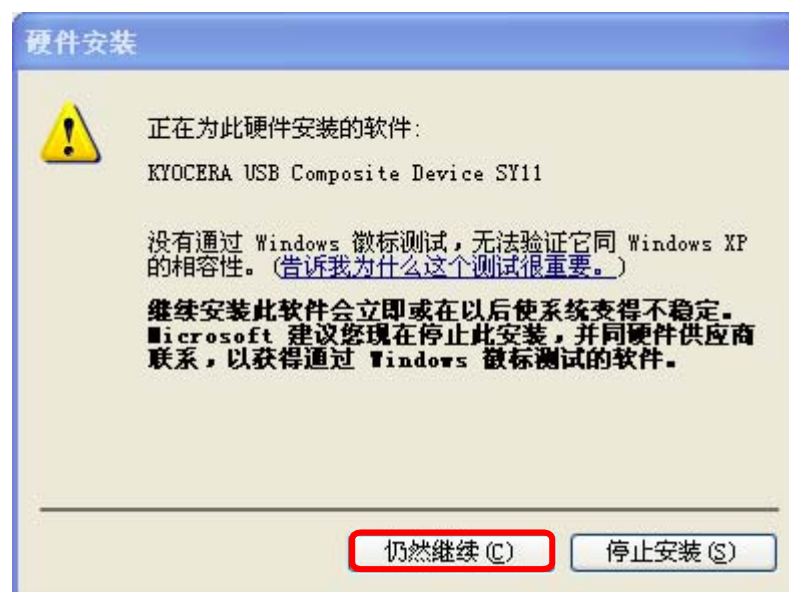 硬件安装
正在为此硬件安装的软件:
KYOCERA USB Composite Device SY11
没有通过 Windows 徽标测试，无法验证它同 Windows XP
的相容性。(告诉我为什么这个测试很重要。)
继续安装此软件会立即或在以后使系统变得不稳定。
Microsoft 建议您现在停止此安装，并同硬件供应商
联系，以获得通过 Windows 徽标测试的软件。
仍然继续(C) 停止安装(S)